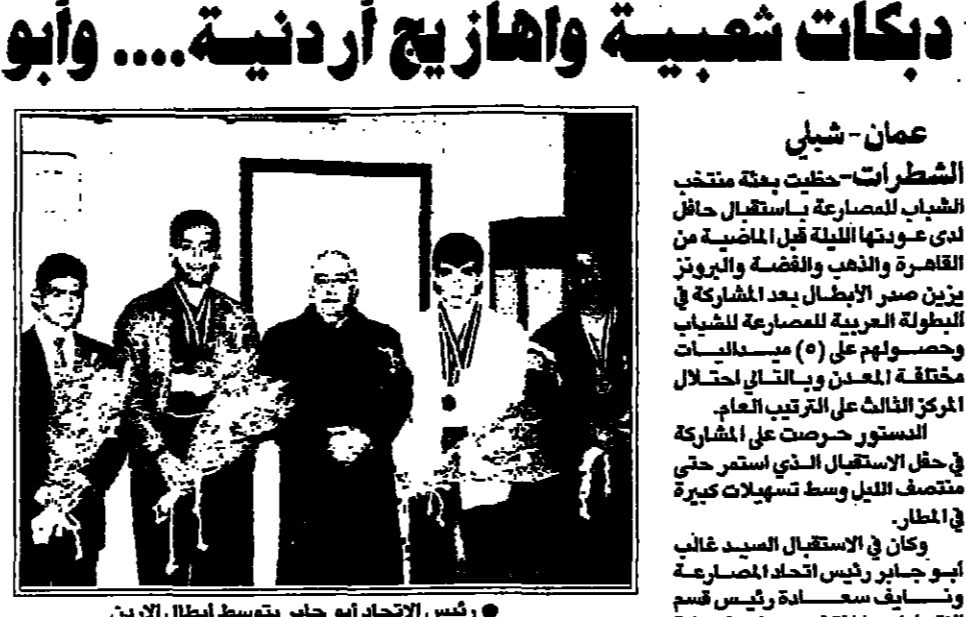 دبكات شعبية واهازيج أردنية.... وأبو
عمان - شبلي
الشطرات - حظيت بعثة منتخب
الشباب للمصارعة باستقبال حافل
لدى عودتها الليلة قبل الماضية من
القاهرة والذهب والفضة والبرونز
يزين صدر الأبطال بعد المشاركة في
البطولة العربية للمصارعة للشباب
وحصولهم على (٥) ميداليات
مختلفة المعدن وبالتالي احتلال
المركز الثالث على الترتيب العام.
الدستور حرصت على المشاركة
في حفل الاستقبال الذي استمر حتى
منتصف الليل وسط تسهيلات كبيرة
في المطار.
وكان في الاستقبال السيد غالب
أبو جابر رئيس اتحاد المصارعة
ونايف سعادة رئيس قسم
● رئيس الاتحاد أبو جابر يتوسط أبطال الاردن